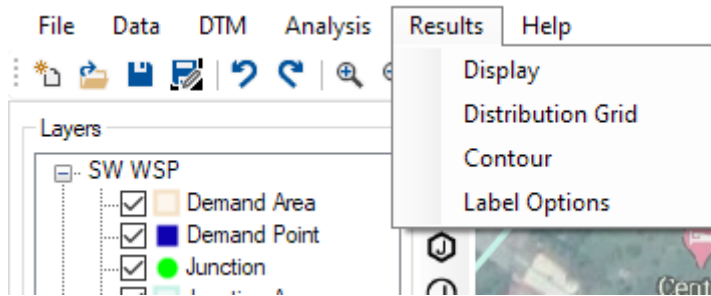 File Data DTM Analysis Results Help
Display
Distribution Grid
Contour
Label Options
Layers
SW WSP
Demand Area
Demand Point
Junction
J
Cent